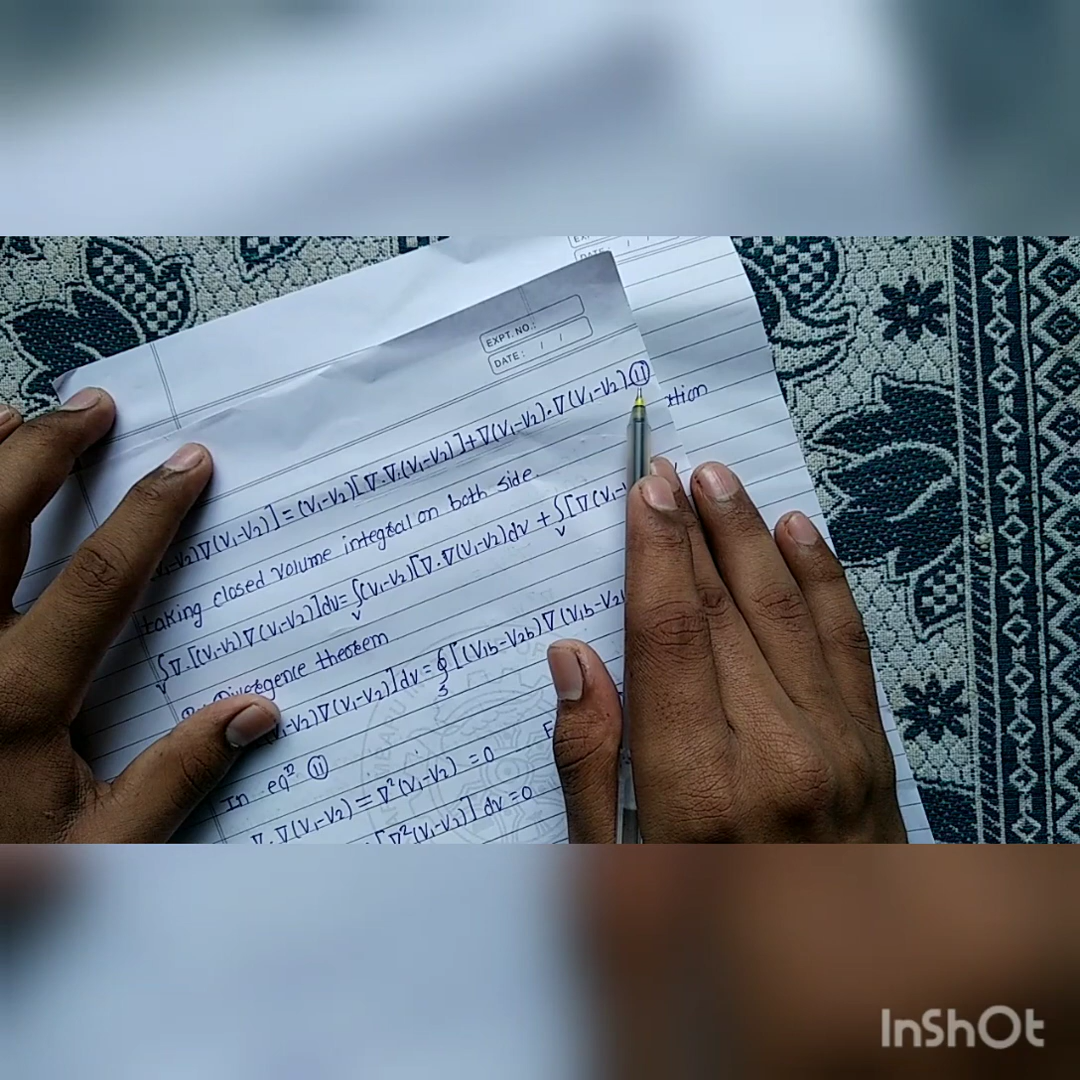 EXPT. NO.:
DATE: / /
V₁-V₂)∇(V₁-V₂)]=(V₁-V₂)[∇.∇.(V₁-V₂)]+∇(V₁-V₂).∇(V₁-V₂) ⑪
taking closed volume integral on both side
∫ᵥ∇.[(V₁-V₂)∇(V₁-V₂)]dv=∫ᵥ(V₁-V₂)[∇.∇(V₁-V₂)]dv + ∫ᵥ[∇(V₁-
Divergence theorem
V₁-V₂)∇(V₁-V₂)]dv=∮ₛ[(V₁b-V₂b)∇(V₁b-V₂b
In eqⁿ ⑪
∇.∇(V₁-V₂)=∇²(V₁-V₂)=0
[∇²(V₁-V₂)]dv=0
InShOt